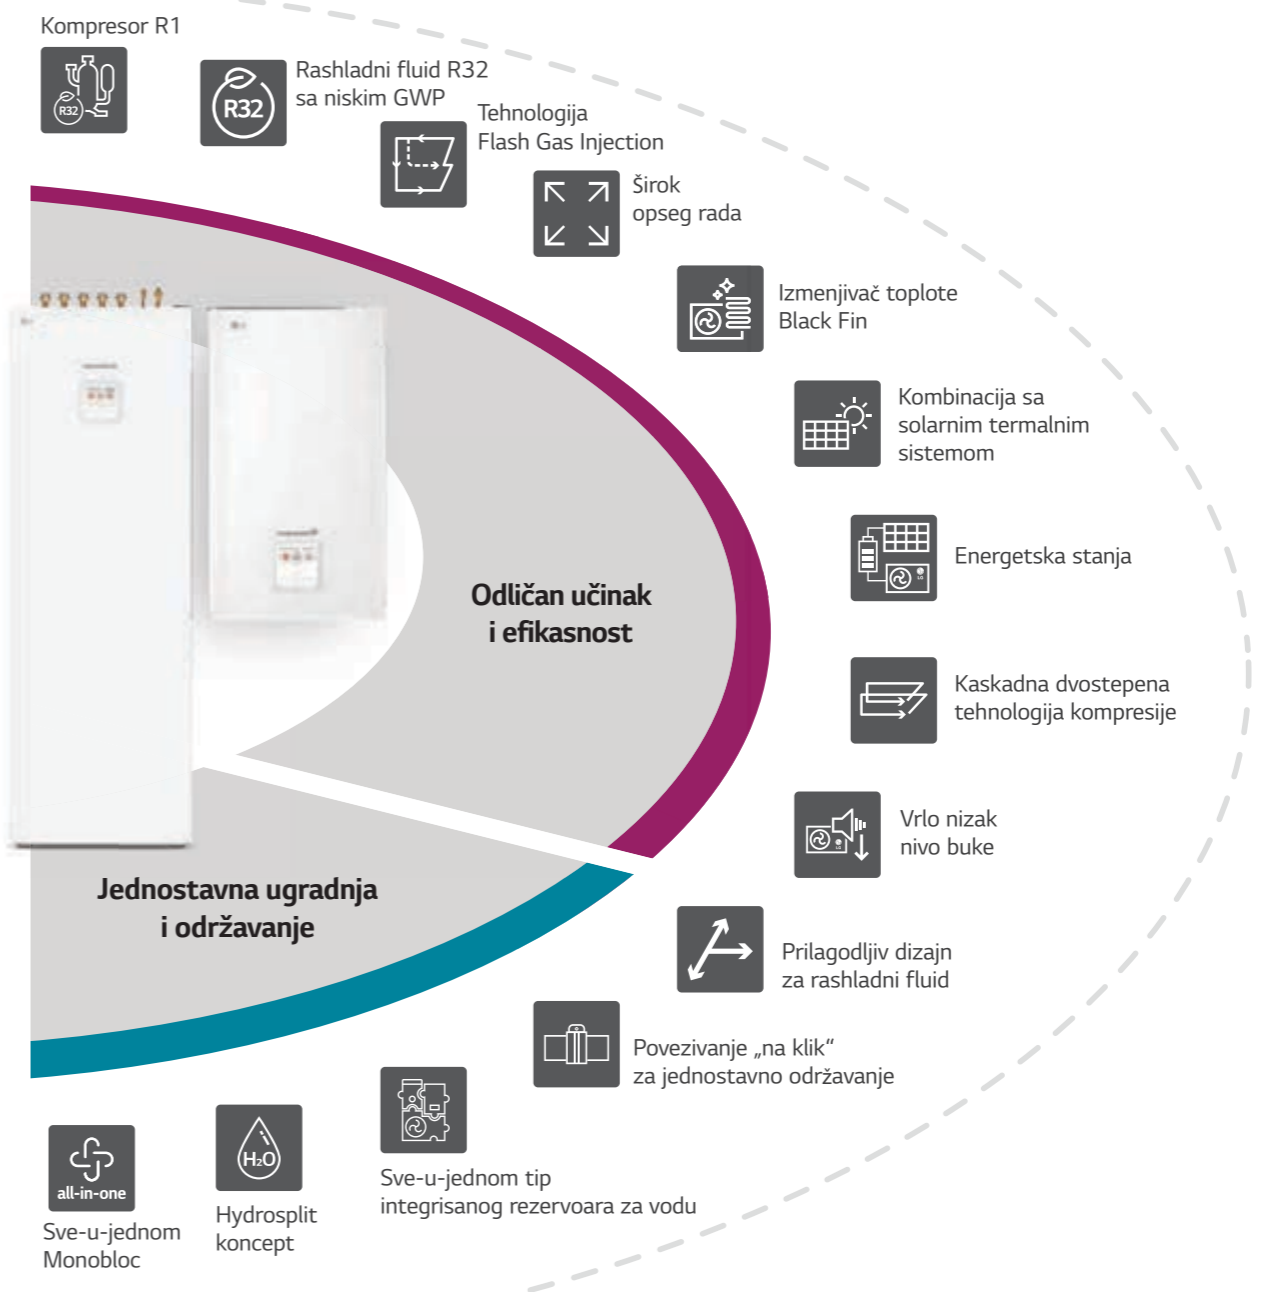 Kompresor R1
R32
R32
Rashladni fluid R32
sa niskim GWP
Tehnologija
Flash Gas Injection
Širok
opseg rada
Izmenjivač toplote
Black Fin
Kombinacija sa
solarnim termalnim
sistemom
Energetska stanja
Kaskadna dvostepena
tehnologija kompresije
Vrlo nizak
nivo buke
Odličan učinak
i efikasnost
Jednostavna ugradnja
i održavanje
Prilagodljiv dizajn
za rashladni fluid
Povezivanje „na klik“
za jednostavno održavanje
Sve-u-jednom tip
integrisanog rezervoara za vodu
H₂O
Hydrosplit
koncept
all-in-one
Sve-u-jednom
Monobloc